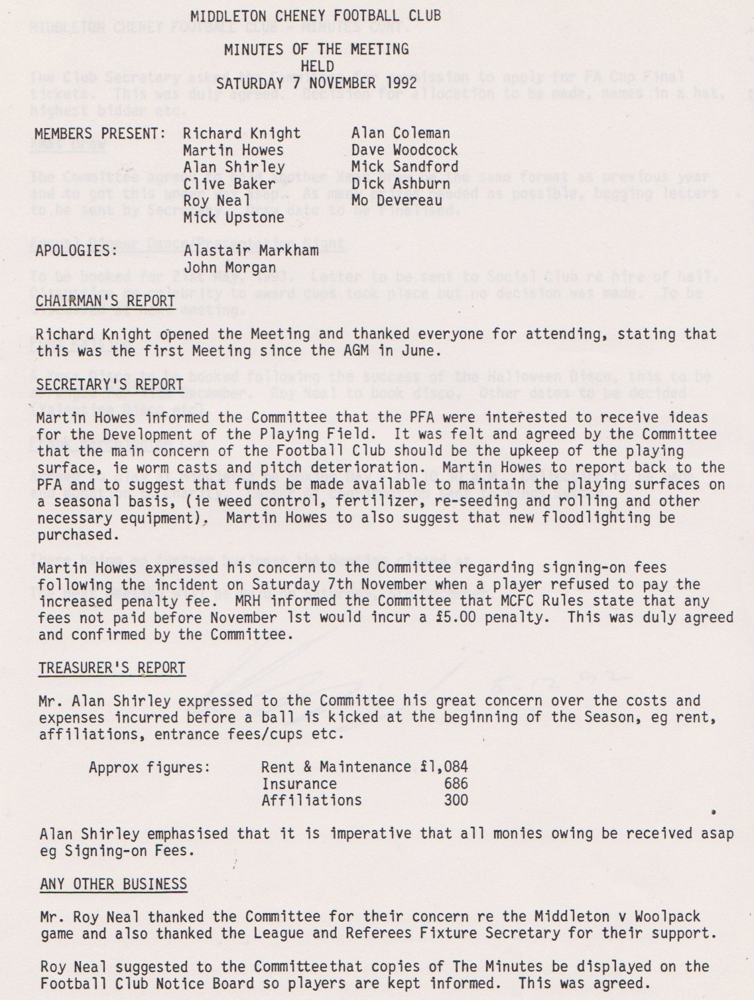 MIDDLETON CHENEY FOOTBALL CLUB
MINUTES OF THE MEETING
HELD
SATURDAY 7 NOVEMBER 1992
MEMBERS PRESENT: Richard Knight Alan Coleman
Martin Howes Dave Woodcock
Alan Shirley Mick Sandford
Clive Baker Dick Ashburn
Roy Neal Mo Devereau
Mick Upstone
APOLOGIES: Alastair Markham
John Morgan
CHAIRMAN'S REPORT
Richard Knight opened the Meeting and thanked everyone for attending, stating that
this was the first Meeting since the AGM in June.
SECRETARY'S REPORT
Martin Howes informed the Committee that the PFA were interested to receive ideas
for the Development of the Playing Field. It was felt and agreed by the Committee
that the main concern of the Football Club should be the upkeep of the playing
surface, ie worm casts and pitch deterioration. Martin Howes to report back to the
PFA and to suggest that funds be made available to maintain the playing surfaces on
a seasonal basis, (ie weed control, fertilizer, re-seeding and rolling and other
necessary equipment). Martin Howes to also suggest that new floodlighting be
purchased.
Martin Howes expressed his concern to the Committee regarding signing-on fees
following the incident on Saturday 7th November when a player refused to pay the
increased penalty fee. MRH informed the Committee that MCFC Rules state that any
fees not paid before November 1st would incur a £5.00 penalty. This was duly agreed
and confirmed by the Committee.
TREASURER'S REPORT
Mr. Alan Shirley expressed to the Committee his great concern over the costs and
expenses incurred before a ball is kicked at the beginning of the Season, eg rent,
affiliations, entrance fees/cups etc.
Approx figures: Rent & Maintenance £1,084
Insurance 686
Affiliations 300
Alan Shirley emphasised that it is imperative that all monies owing be received asap
eg Signing-on Fees.
ANY OTHER BUSINESS
Mr. Roy Neal thanked the Committee for their concern re the Middleton v Woolpack
game and also thanked the League and Referees Fixture Secretary for their support.
Roy Neal suggested to the Committeethat copies of The Minutes be displayed on the
Football Club Notice Board so players are kept informed. This was agreed.